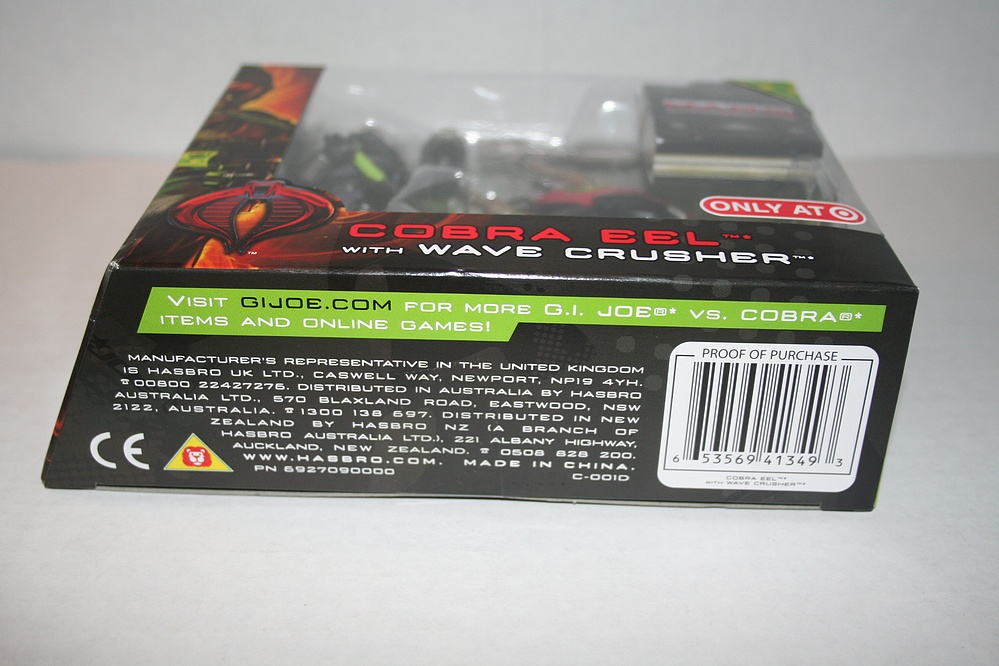 ONLY AT
COBRA EEL™*
WITH WAVE CRUSHER™*
™
VISIT GIJOE.COM FOR MORE G.I. JOE®* VS. COBRA®*
ITEMS AND ONLINE GAMES!
MANUFACTURER'S REPRESENTATIVE IN THE UNITED KINGDOM
IS HASBRO UK LTD., CASWELL WAY, NEWPORT, NP19 4YH.
☎ 00800 22427276. DISTRIBUTED IN AUSTRALIA BY HASBRO
AUSTRALIA LTD., 570 BLAXLAND ROAD, EASTWOOD, NSW
2122, AUSTRALIA. ☎ 1300 138 697. DISTRIBUTED IN NEW
ZEALAND BY HASBRO NZ (A BRANCH OF
HASBRO AUSTRALIA LTD.), 221 ALBANY HIGHWAY,
AUCKLAND, NEW ZEALAND. ☎ 0508 828 200.
WWW.HASBRO.COM. MADE IN CHINA.
PN 6927090000
C-001D
CE
PROOF OF PURCHASE
6 53569 41349 3
COBRA EEL™*
WITH WAVE CRUSHER™*